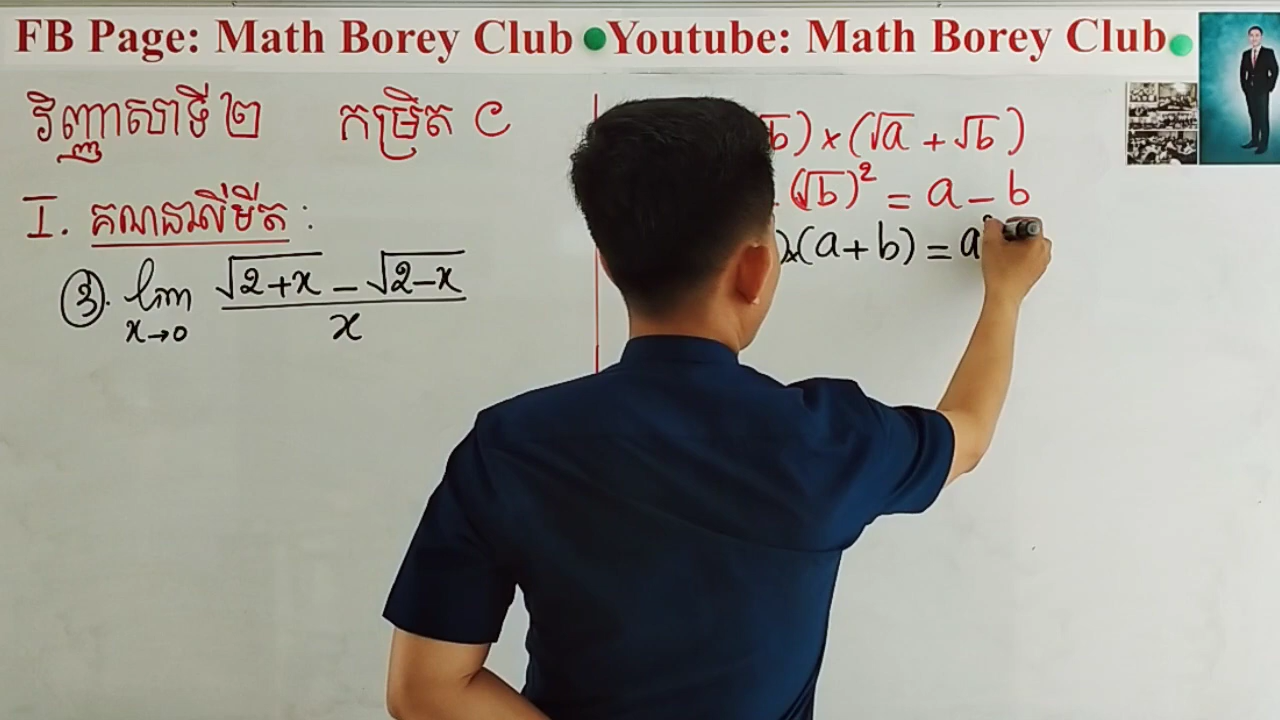 FB Page: Math Borey Club ●Youtube: Math Borey Club
វិញ្ញាសាទី ២ កម្រិត C
I. គណនាលីមីត :
③. lim x→0 (√(2+x) − √(2−x)) / x
√b) × (√a + √b)
(√b)² = a − b
) × (a + b) = a